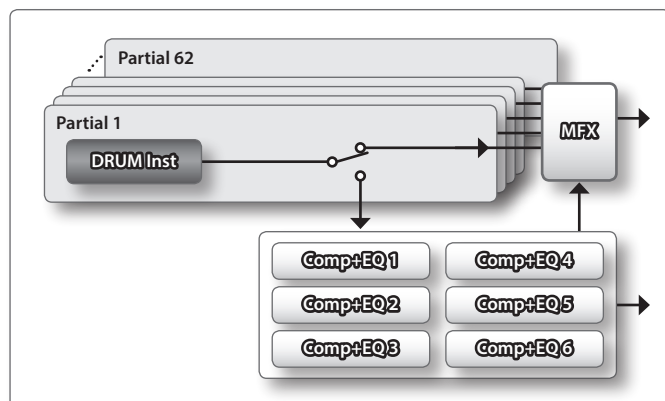 Partial 62
Partial 1
DRUM Inst
MFX
Comp+EQ 1
Comp+EQ 4
Comp+EQ 2
Comp+EQ 5
Comp+EQ 3
Comp+EQ 6